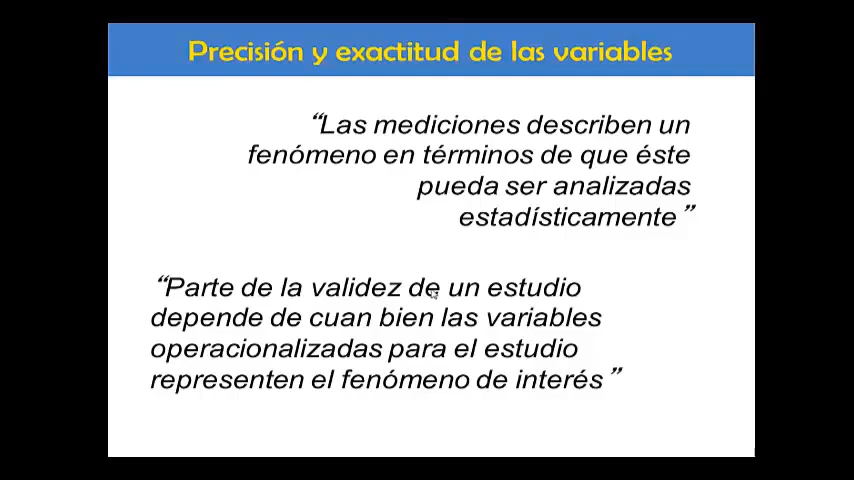 Precisión y exactitud de las variables
“Las mediciones describen un
fenómeno en términos de que éste
pueda ser analizadas
estadísticamente”
“Parte de la validez de un estudio
depende de cuan bien las variables
operacionalizadas para el estudio
representen el fenómeno de interés”